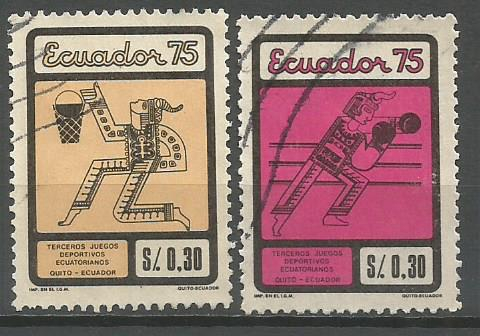 Ecuador 75
TERCEROS JUEGOS
DEPORTIVOS
ECUATORIANOS
QUITO - ECUADOR
S/. 0,30
IMP. EN EL I.G.M.
QUITO-ECUADOR
Ecuador 75
TERCEROS JUEGOS
DEPORTIVOS
ECUATORIANOS
QUITO - ECUADOR
S/. 0,30
IMP. EN EL I.G.M.
QUITO-ECUADOR